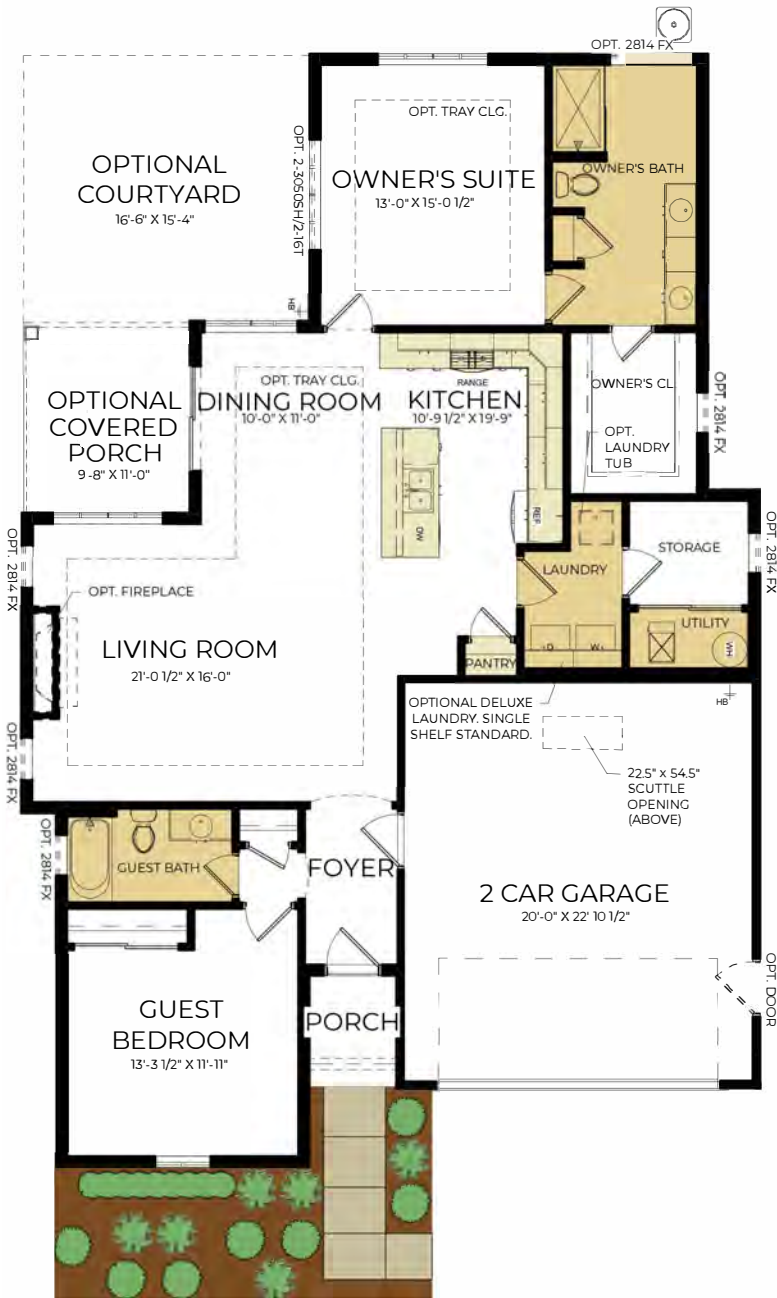 OPT. 2814 FX
OPT. TRAY CLG.
OPTIONAL
COURTYARD
16'-6" X 15'-4"
OPT. 2-3050SH/2-16T
OWNER'S SUITE
13'-0" X 15'-0 1/2"
OWNER'S BATH
HB
OPT. TRAY CLG.
DINING ROOM
10'-0" X 11'-0"
RANGE
KITCHEN
10'-9 1/2" X 19'-9"
OWNER'S CL
OPT. 2814 FX
OPTIONAL
COVERED
PORCH
9'-8" X 11'-0"
OPT.
LAUNDRY
TUB
REF.
DW
OPT. 2814 FX
STORAGE
OPT. 2814 FX
LAUNDRY
OPT. FIREPLACE
UTILITY
WH
LIVING ROOM
21'-0 1/2" X 16'-0"
D
W
PANTRY
OPTIONAL DELUXE
LAUNDRY. SINGLE
SHELF STANDARD.
HB
OPT. 2814 FX
22.5" x 54.5"
SCUTTLE
OPENING
(ABOVE)
OPT. 2814 FX
GUEST BATH
FOYER
2 CAR GARAGE
20'-0" X 22' 10 1/2"
OPT. DOOR
GUEST
BEDROOM
13'-3 1/2" X 11'-11"
PORCH